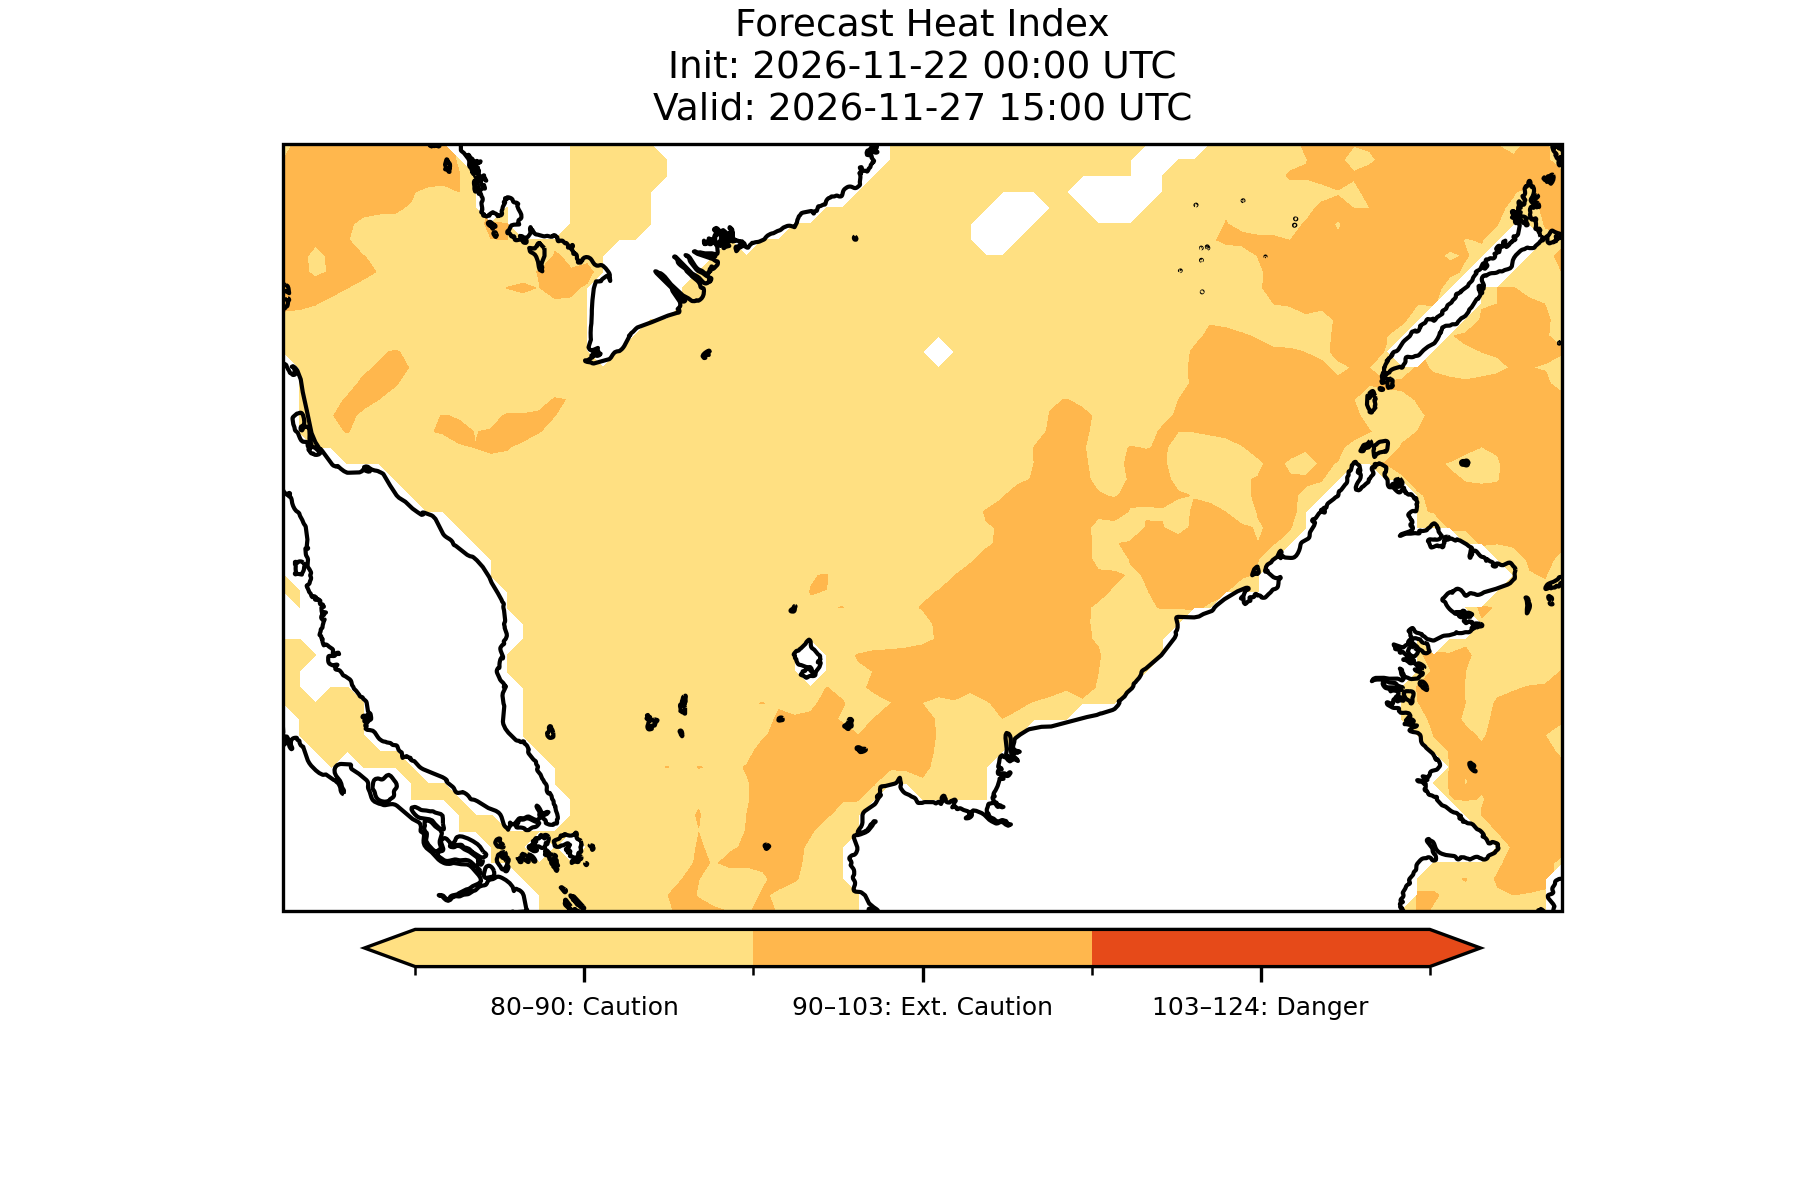 Forecast Heat Index
Init: 2026-11-22 00:00 UTC
Valid: 2026-11-27 15:00 UTC
80–90: Caution
90–103: Ext. Caution
103–124: Danger